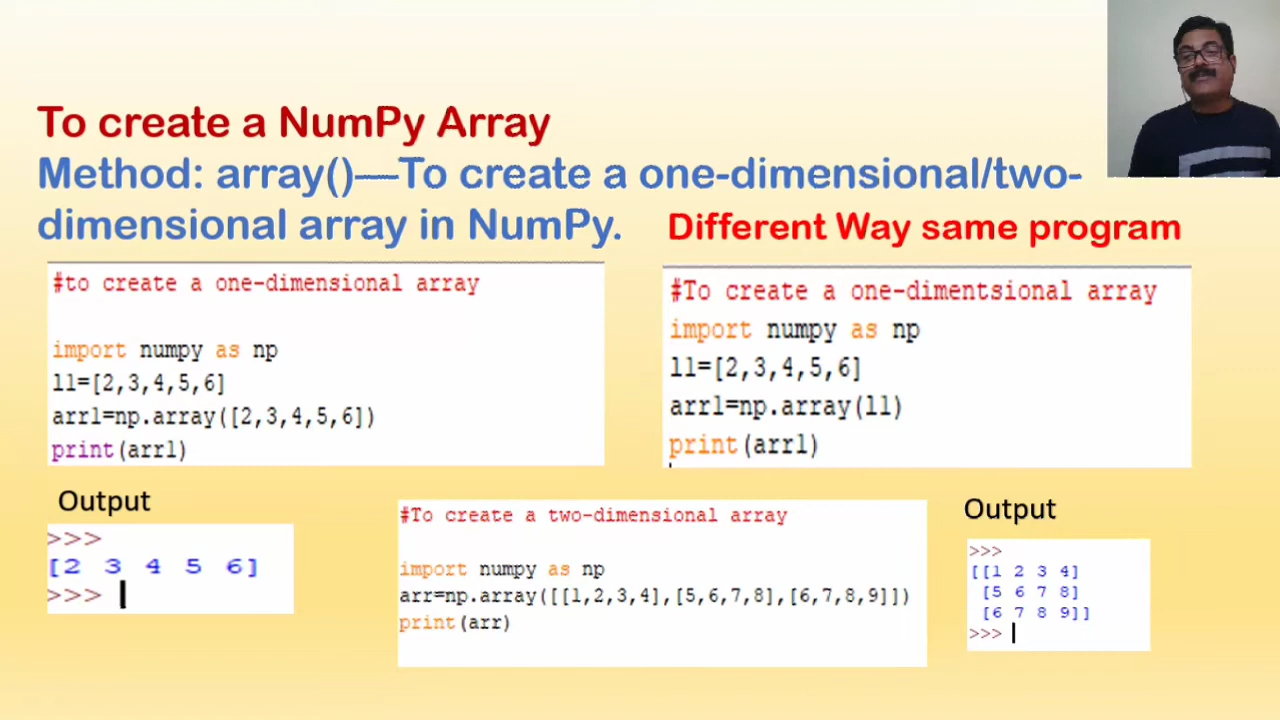 To create a NumPy Array
Method: array()—To create a one-dimensional/two-
dimensional array in NumPy.
Different Way same program
#to create a one-dimensional array
import numpy as np
l1=[2,3,4,5,6]
arr1=np.array([2,3,4,5,6])
print(arr1)
#To create a one-dimentsional array
import numpy as np
l1=[2,3,4,5,6]
arr1=np.array(l1)
print(arr1)
Output
>>>
[2 3 4 5 6]
>>>
#To create a two-dimensional array
import numpy as np
arr=np.array([[1,2,3,4],[5,6,7,8],[6,7,8,9]])
print(arr)
Output
>>>
[[1 2 3 4]
[5 6 7 8]
[6 7 8 9]]
>>>